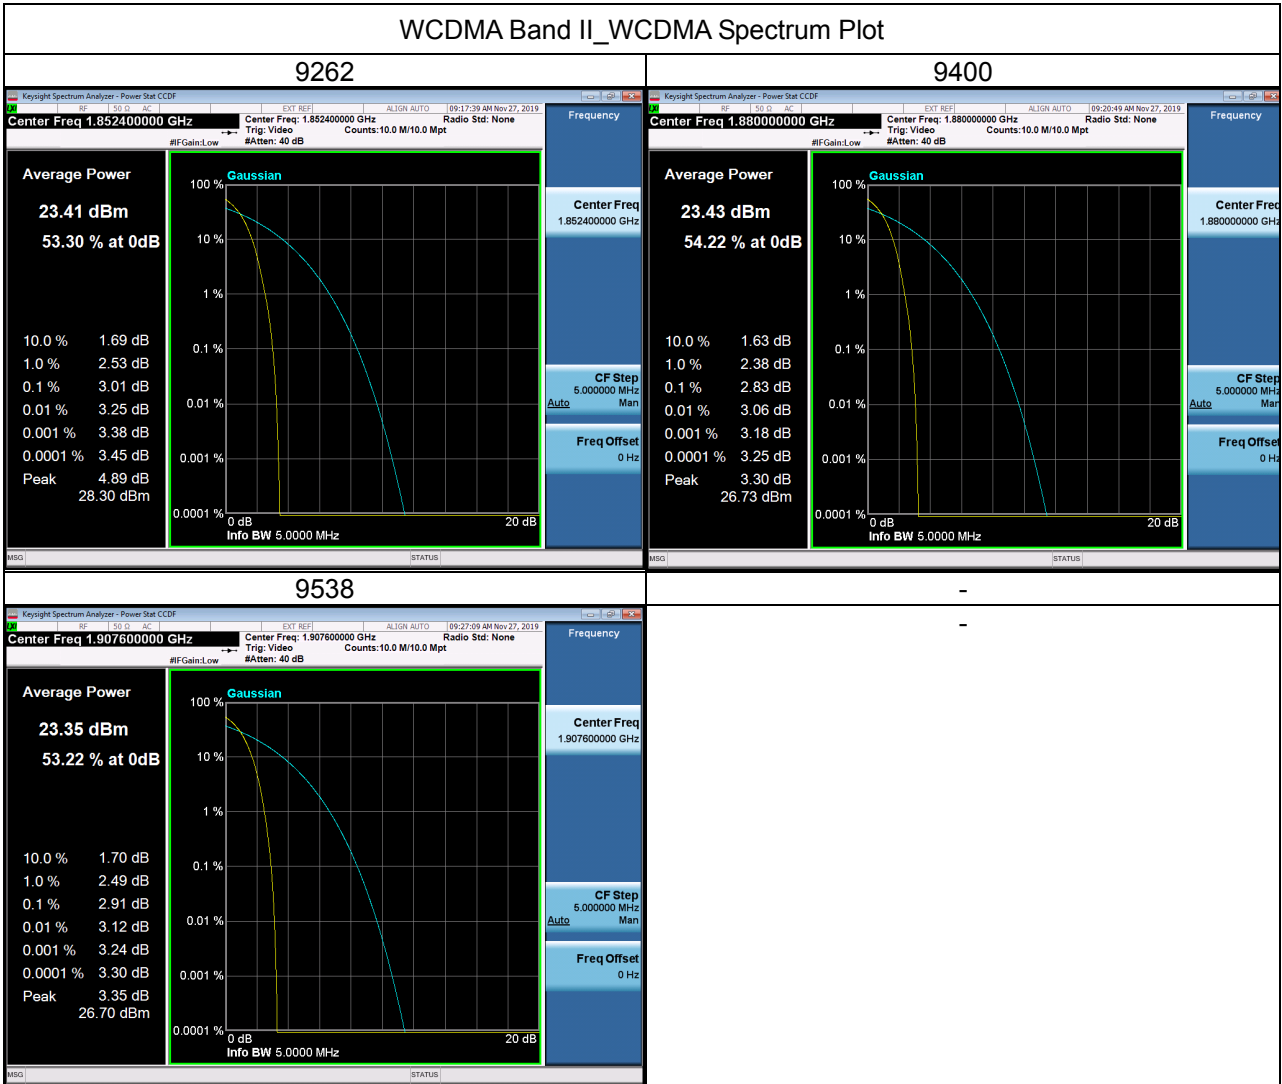 WCDMA Band II_WCDMA Spectrum Plot
9262
9400
Keysight Spectrum Analyzer - Power Stat CCDF
LXI RF 50 Ω AC EXT REF ALIGN AUTO 09:17:39 AM Nov 27, 2019
Center Freq 1.852400000 GHz
Center Freq: 1.852400000 GHz Radio Std: None
Trig: Video Counts:10.0 M/10.0 Mpt
#IFGain:Low #Atten: 40 dB
Frequency
Average Power
23.41 dBm
53.30 % at 0dB
10.0 % 1.69 dB
1.0 % 2.53 dB
0.1 % 3.01 dB
0.01 % 3.25 dB
0.001 % 3.38 dB
0.0001 % 3.45 dB
Peak 4.89 dB
28.30 dBm
Gaussian
100 %
10 %
1 %
0.1 %
0.01 %
0.001 %
0.0001 %
0 dB 20 dB
Info BW 5.0000 MHz
Center Freq
1.852400000 GHz
CF Step
5.000000 MHz
Auto Man
Freq Offset
0 Hz
MSG STATUS
Keysight Spectrum Analyzer - Power Stat CCDF
LXI RF 50 Ω AC EXT REF ALIGN AUTO 09:20:49 AM Nov 27, 2019
Center Freq 1.880000000 GHz
Center Freq: 1.880000000 GHz Radio Std: None
Trig: Video Counts:10.0 M/10.0 Mpt
#IFGain:Low #Atten: 40 dB
Frequency
Average Power
23.43 dBm
54.22 % at 0dB
10.0 % 1.63 dB
1.0 % 2.38 dB
0.1 % 2.83 dB
0.01 % 3.06 dB
0.001 % 3.18 dB
0.0001 % 3.25 dB
Peak 3.30 dB
26.73 dBm
Gaussian
100 %
10 %
1 %
0.1 %
0.01 %
0.001 %
0.0001 %
0 dB 20 dB
Info BW 5.0000 MHz
Center Freq
1.880000000 GHz
CF Step
5.000000 MHz
Auto Man
Freq Offset
0 Hz
MSG STATUS
9538
-
Keysight Spectrum Analyzer - Power Stat CCDF
LXI RF 50 Ω AC EXT REF ALIGN AUTO 09:27:09 AM Nov 27, 2019
Center Freq 1.907600000 GHz
Center Freq: 1.907600000 GHz Radio Std: None
Trig: Video Counts:10.0 M/10.0 Mpt
#IFGain:Low #Atten: 40 dB
Frequency
Average Power
23.35 dBm
53.22 % at 0dB
10.0 % 1.70 dB
1.0 % 2.49 dB
0.1 % 2.91 dB
0.01 % 3.12 dB
0.001 % 3.24 dB
0.0001 % 3.30 dB
Peak 3.35 dB
26.70 dBm
Gaussian
100 %
10 %
1 %
0.1 %
0.01 %
0.001 %
0.0001 %
0 dB 20 dB
Info BW 5.0000 MHz
Center Freq
1.907600000 GHz
CF Step
5.000000 MHz
Auto Man
Freq Offset
0 Hz
MSG STATUS
-